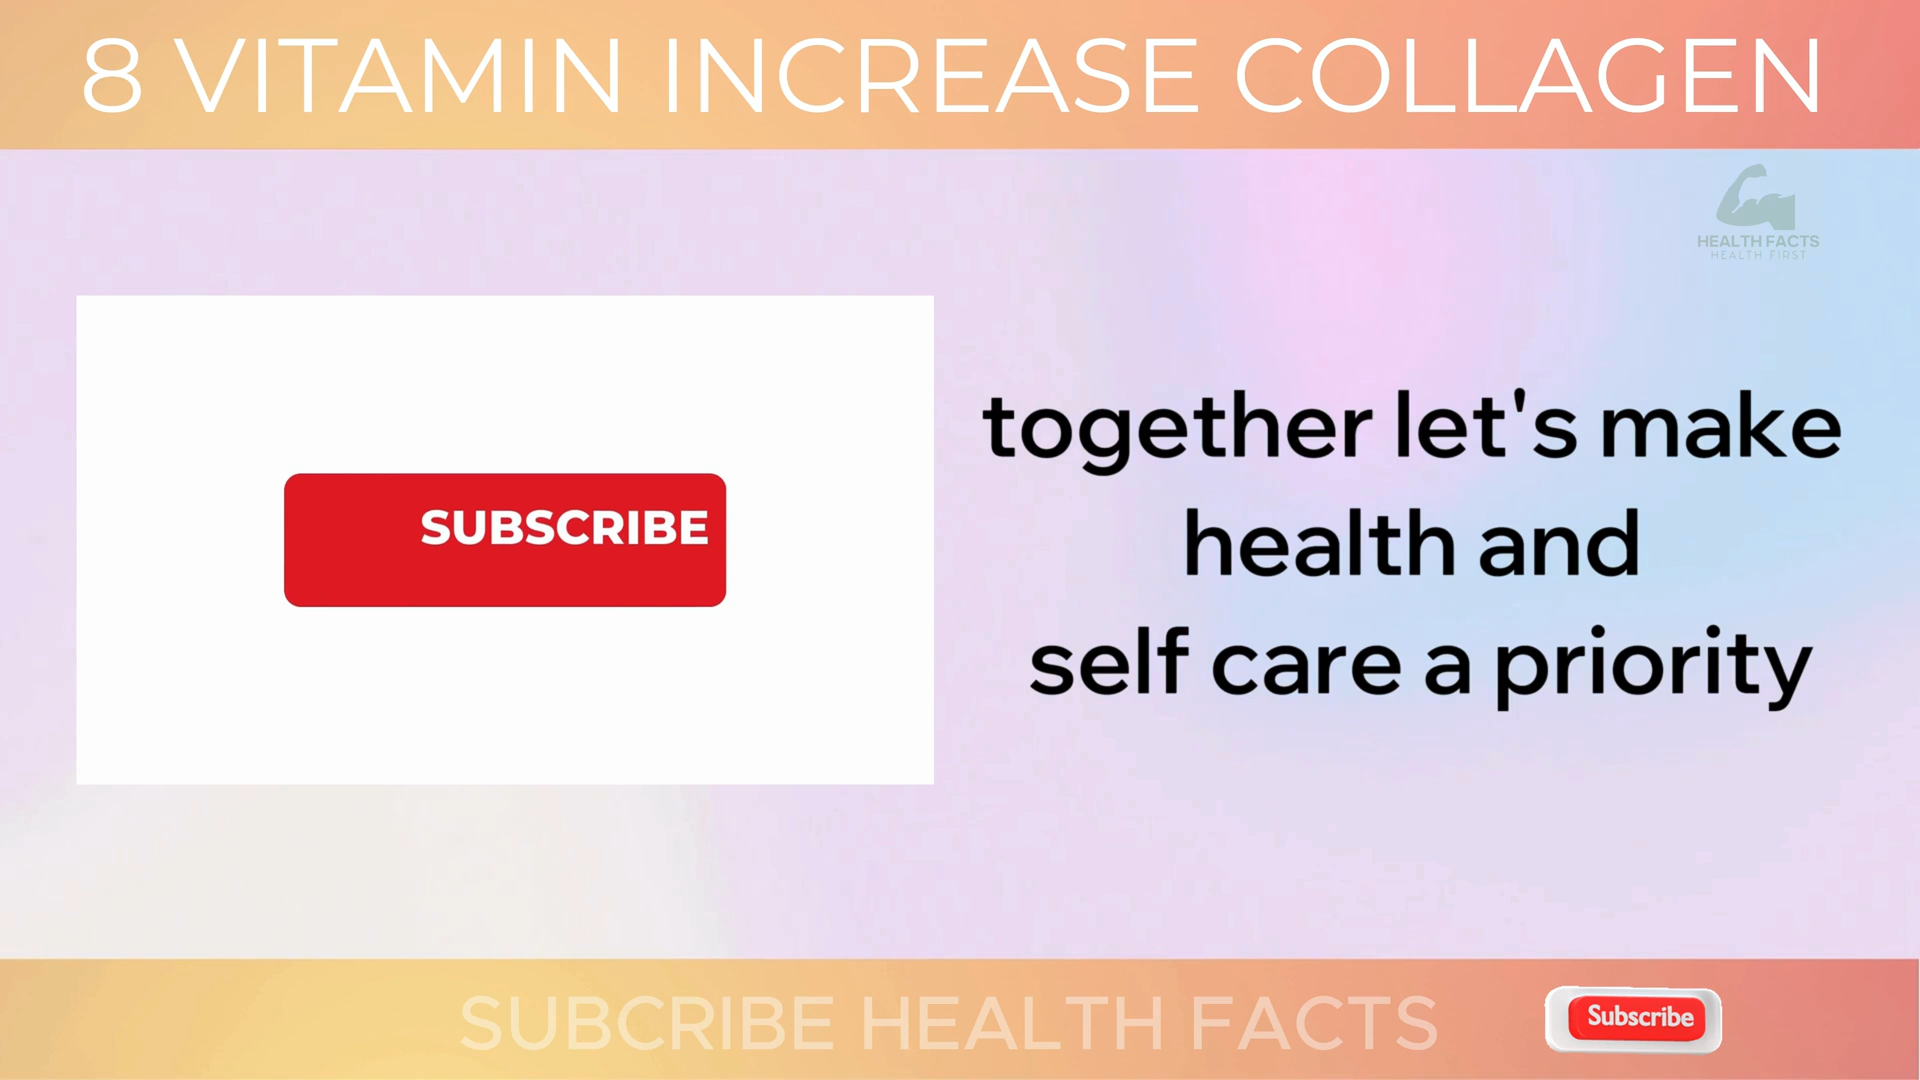 8 VITAMIN INCREASE COLLAGEN
HEALTH FACTS
HEALTH FIRST
SUBSCRIBE
together let's make
health and
self care a priority
SUBCRIBE HEALTH FACTS
Subscribe